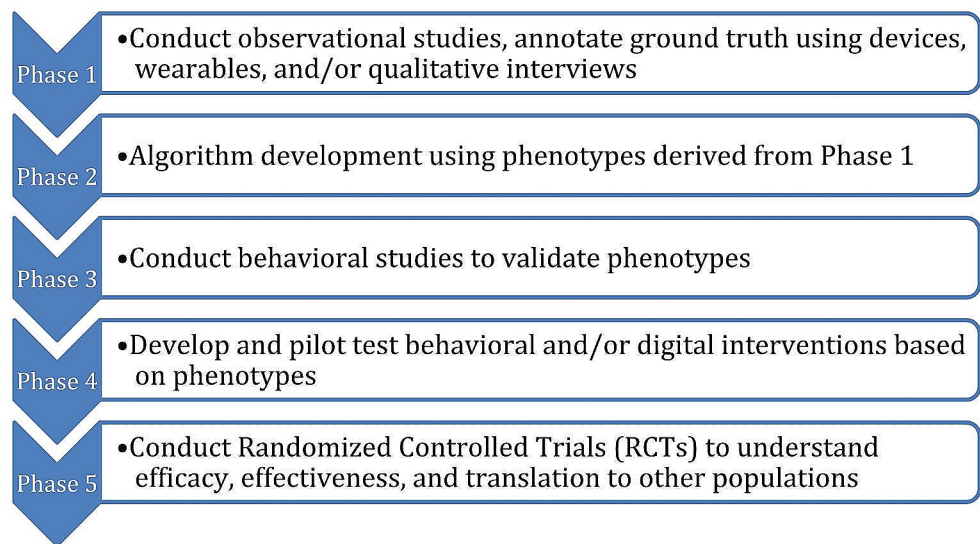 Phase 1
•Conduct observational studies, annotate ground truth using devices,
wearables, and/or qualitative interviews
Phase 2
•Algorithm development using phenotypes derived from Phase 1
Phase 3
•Conduct behavioral studies to validate phenotypes
Phase 4
•Develop and pilot test behavioral and/or digital interventions based
on phenotypes
Phase 5
•Conduct Randomized Controlled Trials (RCTs) to understand
efficacy, effectiveness, and translation to other populations